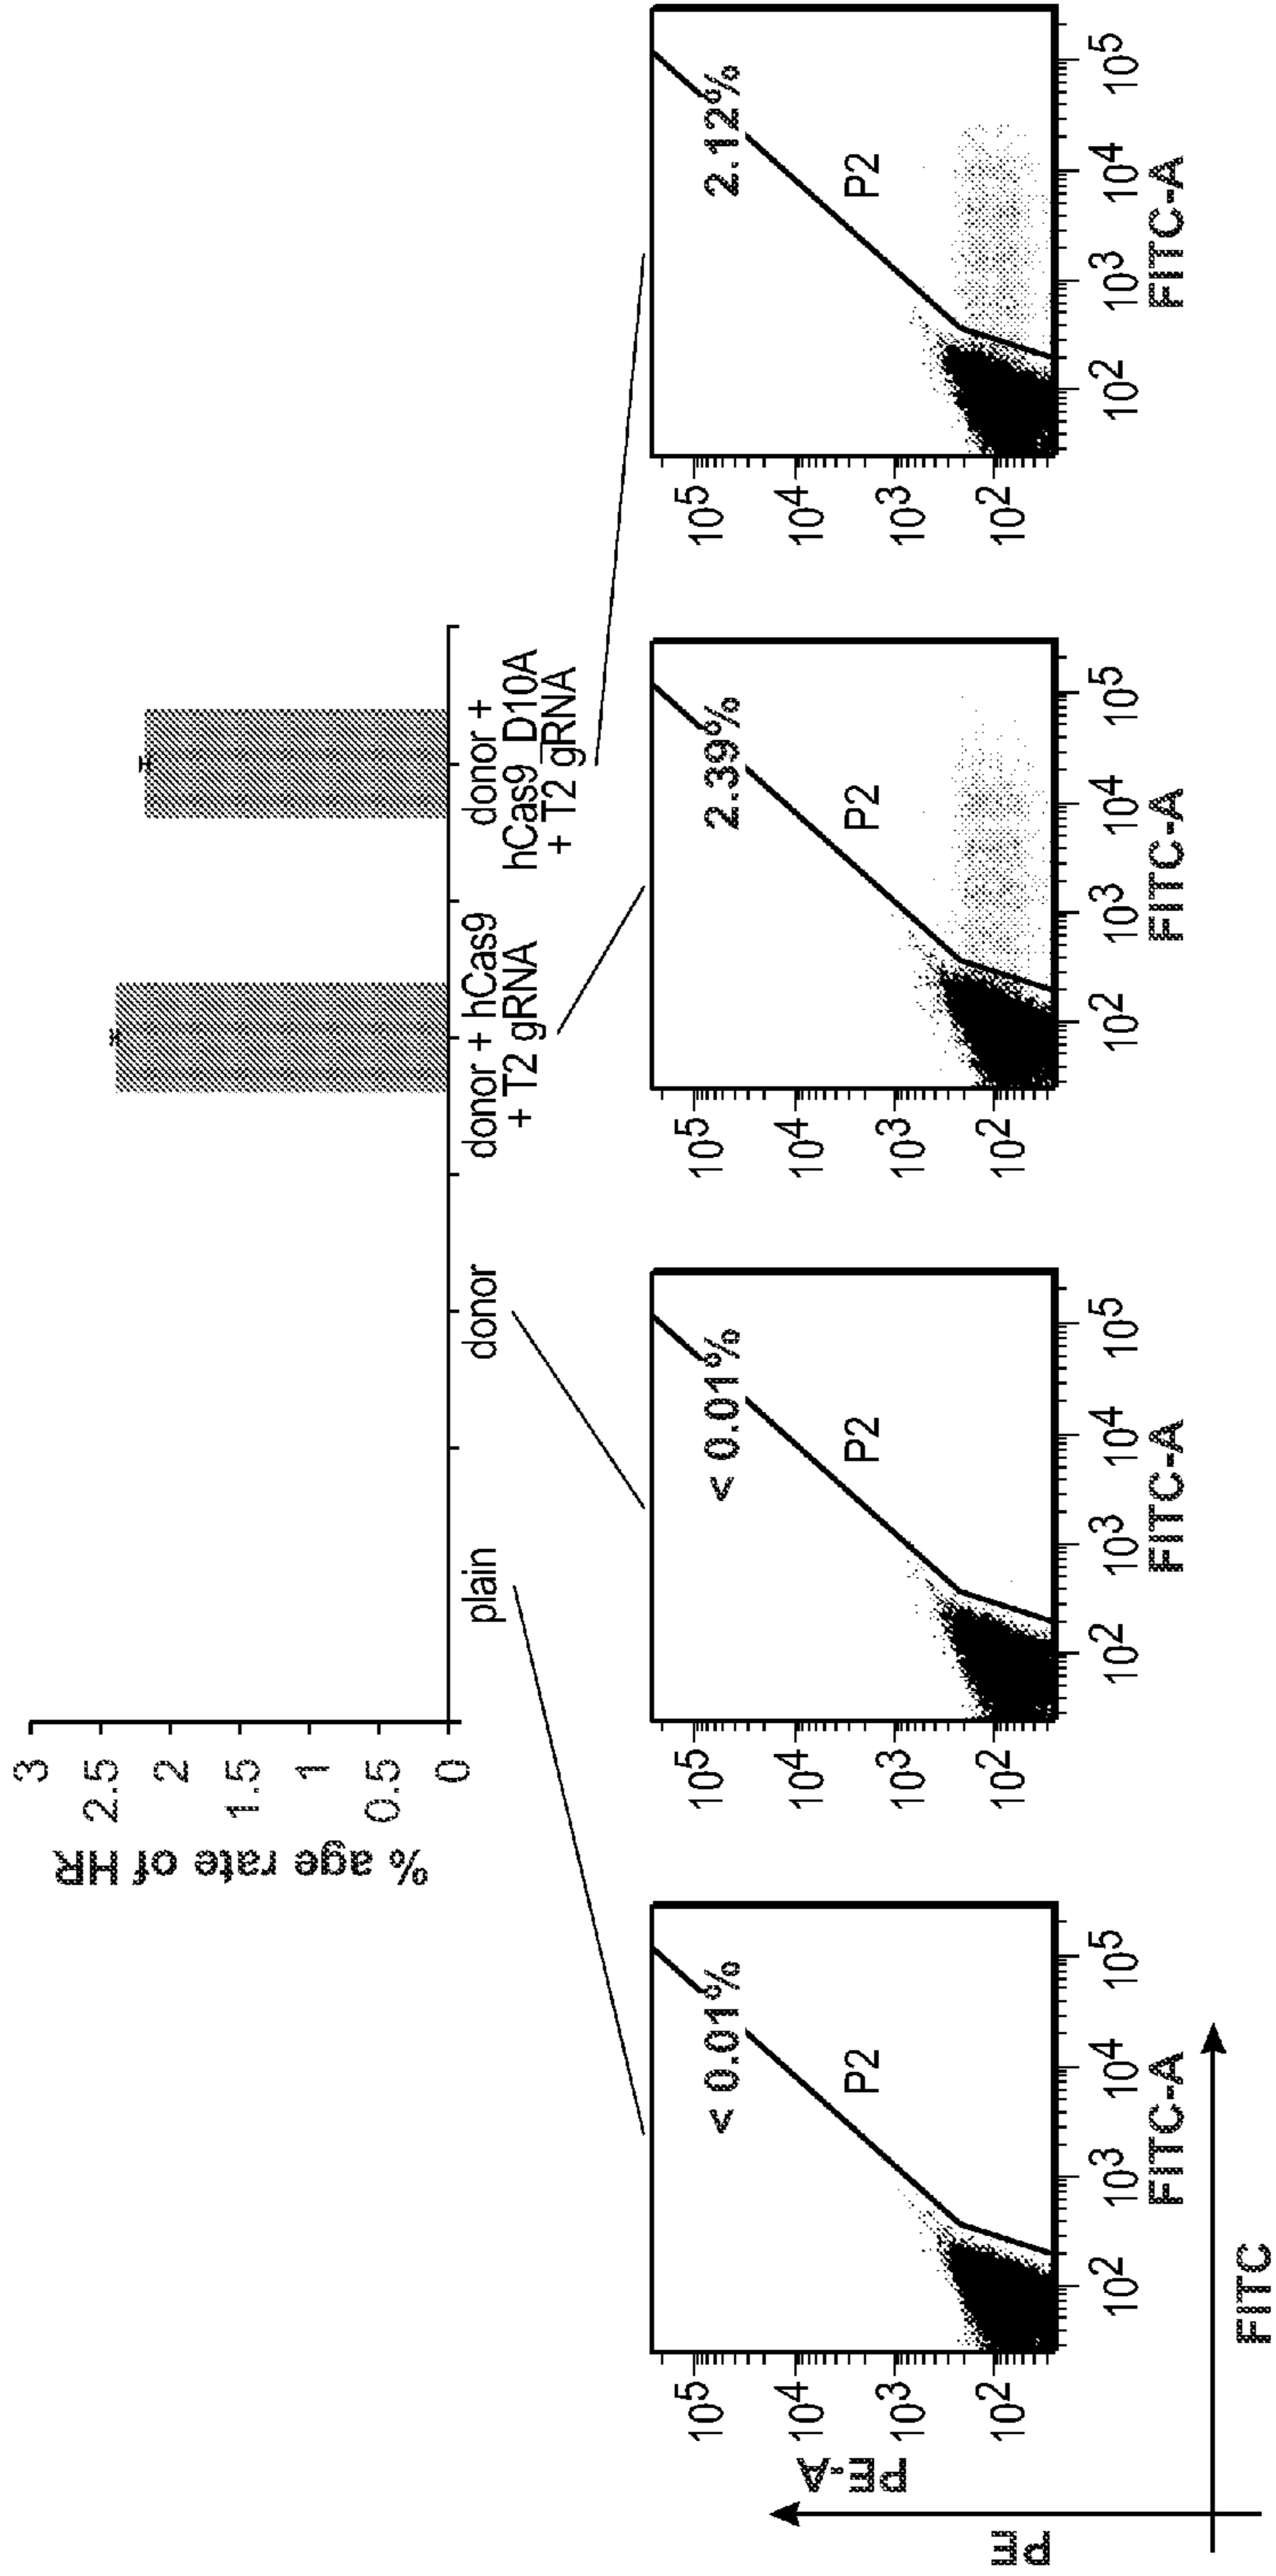 % age rate of HR
3
2.5
2
1.5
1
0.5
0
plain
donor
donor + hCas9
+ T2 gRNA
donor +
hCas9_D10A
+ T2 gRNA
PE
PE-A
10^5
10^4
10^3
10^2
< 0.01%
P2
10^2 10^3 10^4 10^5
FITC-A
10^5
10^4
10^3
10^2
< 0.01%
P2
10^2 10^3 10^4 10^5
FITC-A
10^5
10^4
10^3
10^2
2.39%
P2
10^2 10^3 10^4 10^5
FITC-A
10^5
10^4
10^3
10^2
2.12%
P2
10^2 10^3 10^4 10^5
FITC-A
FITC